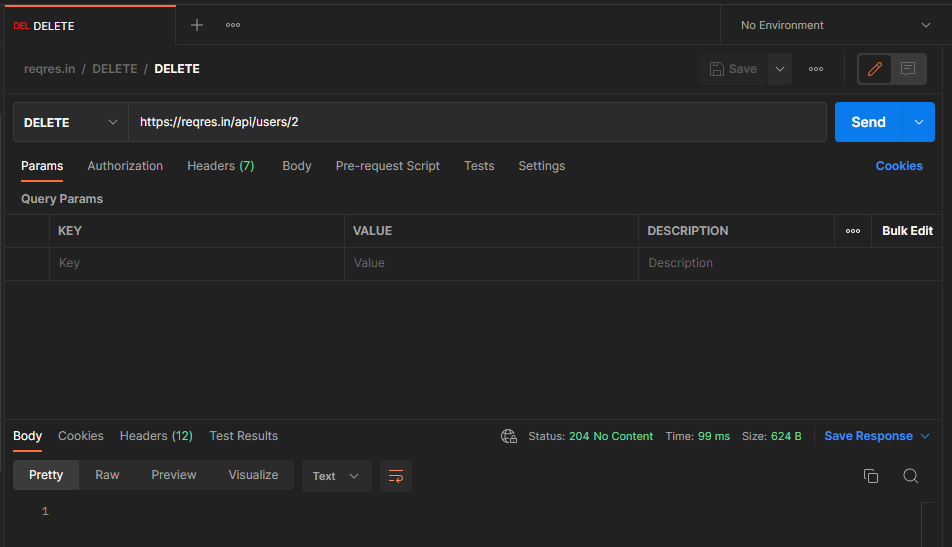 DEL DELETE
No Environment
reqres.in / DELETE / DELETE
Save
DELETE https://reqres.in/api/users/2 Send
Params Authorization Headers (7) Body Pre-request Script Tests Settings Cookies
Query Params
KEY VALUE DESCRIPTION Bulk Edit
Key Value Description
Body Cookies Headers (12) Test Results Status: 204 No Content Time: 99 ms Size: 624 B Save Response
Pretty Raw Preview Visualize Text
1